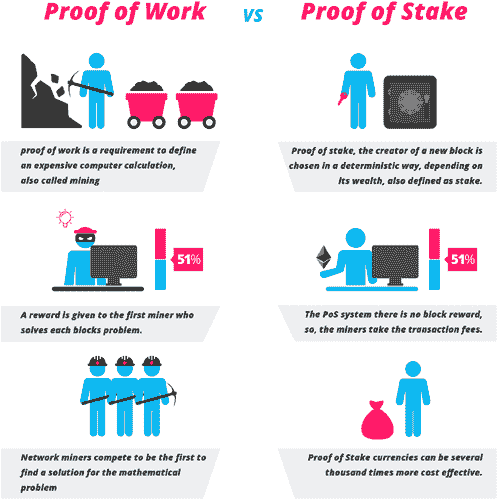 Proof of Work vs Proof of Stake
proof of work is a requirement to define
an expensive computer calculation,
also called mining
Proof of stake, the creator of a new block is
chosen in a deterministic way, depending on
its wealth, also defined as stake.
51%
51%
A reward is given to the first miner who
solves each blocks problem.
The PoS system there is no block reward,
so, the miners take the transaction fees.
Network miners compete to be the first to
find a solution for the mathematical
problem
Proof of Stake currencies can be several
thousand times more cost effective.